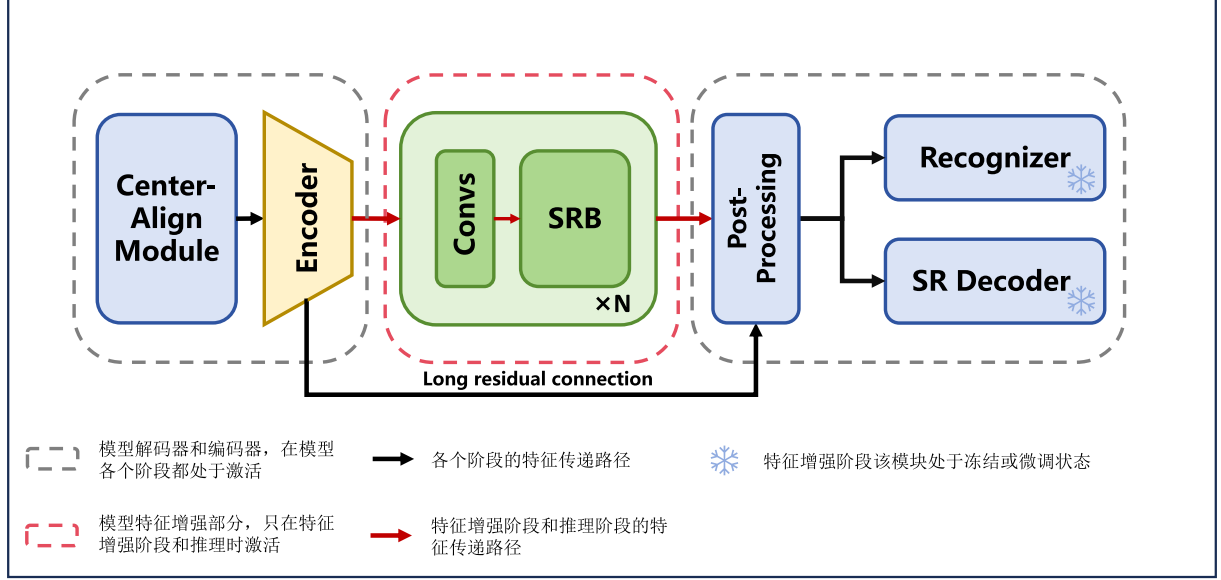 Center-
Align
Module
Encoder
Convs
SRB
×N
Post-
Processing
Recognizer
SR Decoder
Long residual connection
模型解码器和编码器，在模型
各个阶段都处于激活
各个阶段的特征传递路径
特征增强阶段该模块处于冻结或微调状态
模型特征增强部分，只在特征
增强阶段和推理时激活
特征增强阶段和推理阶段的特
征传递路径